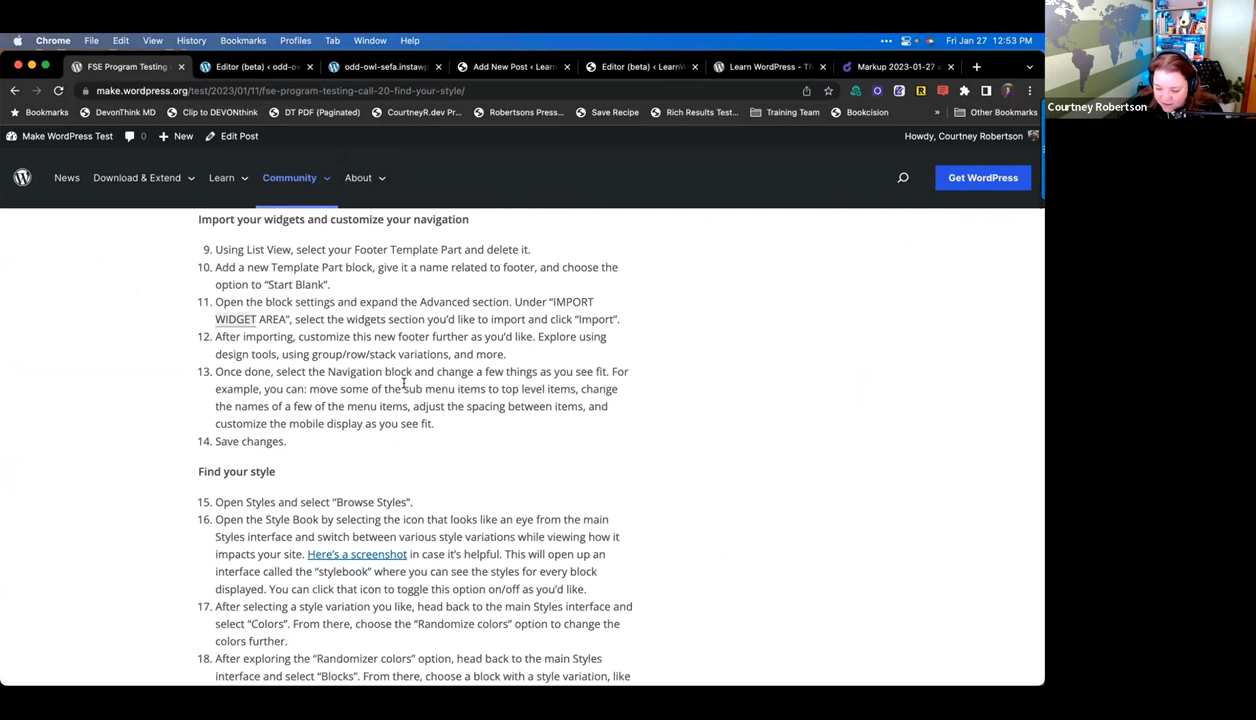 Chrome File Edit View History Bookmarks Profiles Tab Window Help
Fri Jan 27 12:53 PM
FSE Program Testing
Editor (beta) ‹ odd-o
odd-owl-sefa.instawp
Add New Post ‹ Learn
Editor (beta) ‹ Learn
Learn WordPress - Th
Markup 2023-01-27 a
make.wordpress.org/test/2023/01/11/fse-program-testing-call-20-find-your-style/
Bookmarks DevonThink MD Clip to DEVONthink DT PDF (Paginated) CourtneyR.dev Pr... Robertsons Press... Save Recipe Rich Results Test... Training Team Bookcision » Other Bookmarks
Make WordPress Test 0 New Edit Post Howdy, Courtney Robertson
News Download & Extend Learn Community About Get WordPress
Import your widgets and customize your navigation
9. Using List View, select your Footer Template Part and delete it.
10. Add a new Template Part block, give it a name related to footer, and choose the
option to “Start Blank”.
11. Open the block settings and expand the Advanced section. Under “IMPORT
WIDGET AREA”, select the widgets section you’d like to import and click “Import”.
12. After importing, customize this new footer further as you’d like. Explore using
design tools, using group/row/stack variations, and more.
13. Once done, select the Navigation block and change a few things as you see fit. For
example, you can: move some of the sub menu items to top level items, change
the names of a few of the menu items, adjust the spacing between items, and
customize the mobile display as you see fit.
14. Save changes.
Find your style
15. Open Styles and select “Browse Styles”.
16. Open the Style Book by selecting the icon that looks like an eye from the main
Styles interface and switch between various style variations while viewing how it
impacts your site. Here’s a screenshot in case it’s helpful. This will open up an
interface called the “stylebook” where you can see the styles for every block
displayed. You can click that icon to toggle this option on/off as you’d like.
17. After selecting a style variation you like, head back to the main Styles interface and
select “Colors”. From there, choose the “Randomize colors” option to change the
colors further.
18. After exploring the “Randomizer colors” option, head back to the main Styles
interface and select “Blocks”. From there, choose a block with a style variation, like
Courtney Robertson